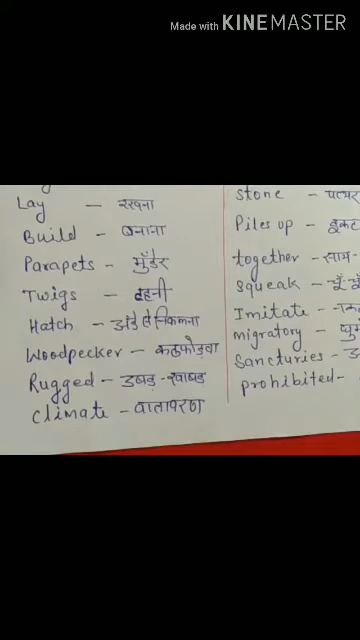 Made with KINEMASTER
Lay — रखना
Build — बनाना
Parapets - मुँडेर
Twigs — टहनी
Hatch — अंडे से निकलना
Woodpecker - कठफोड़वा
Rugged - उबड़-खाबड़
Climate - वातावरण
Stone - पत्थर
Piles up -
together - साथ-
Squeak -
Imitate -
migratory -
Sancturies -
prohibited-